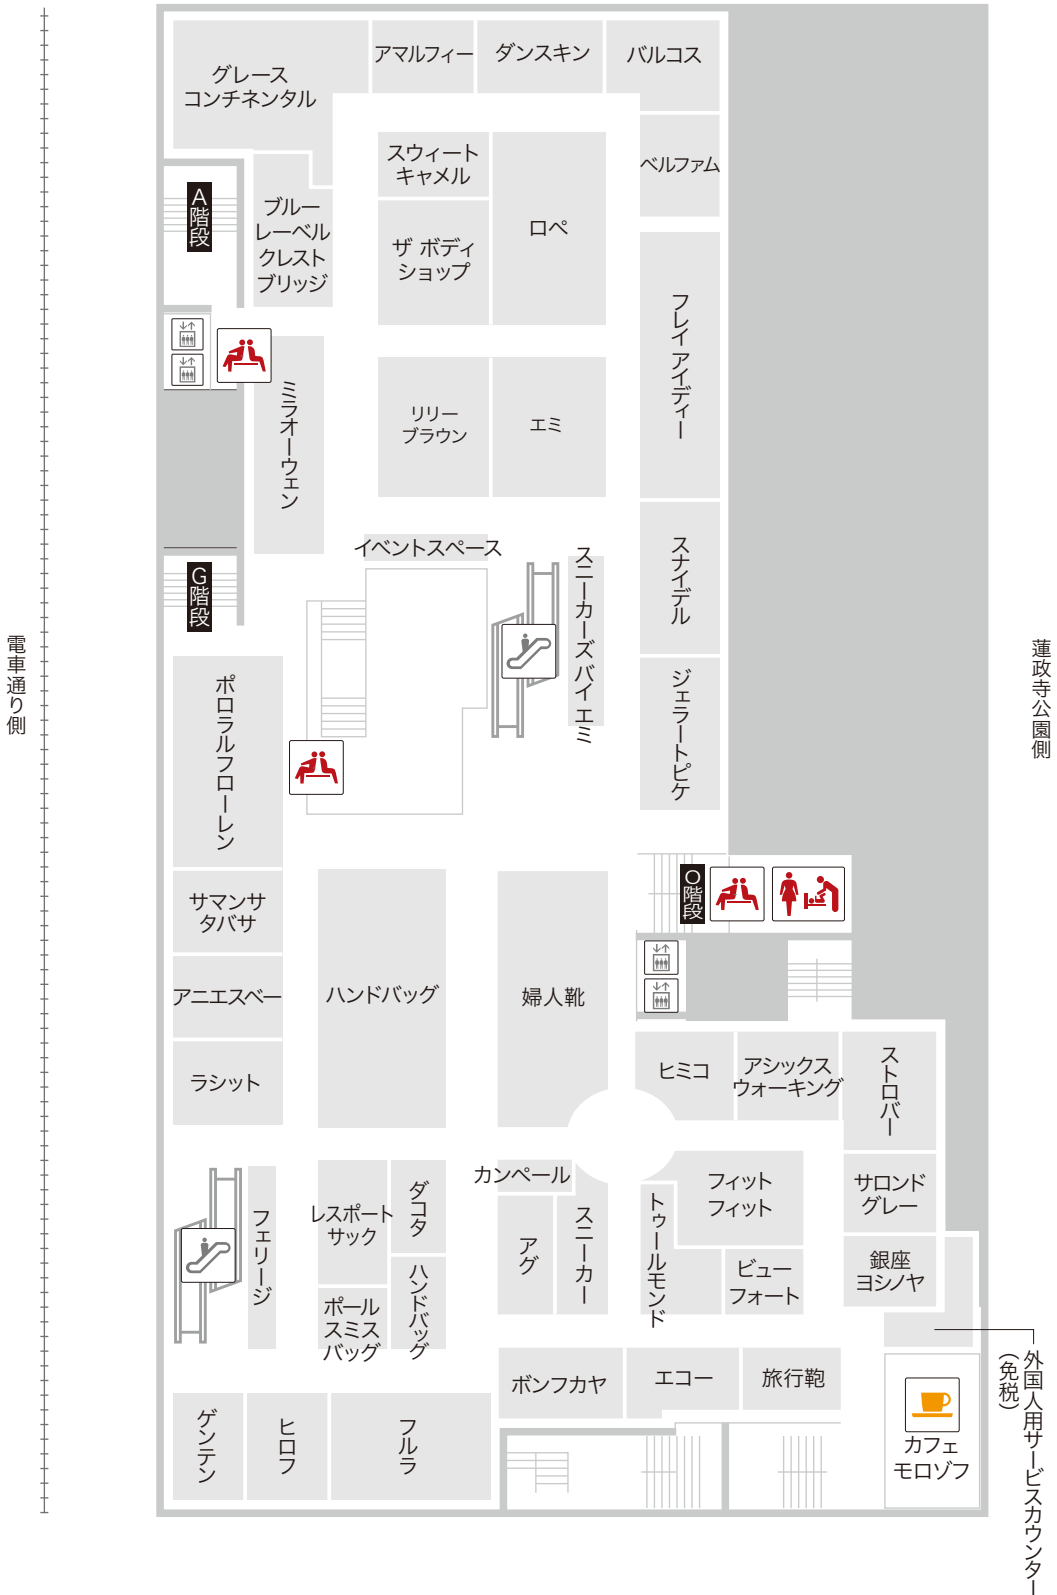 グレース
コンチネンタル
アマルフィー
ダンスキン
バルコス
スウィート
キャメル
ロペ
ベルファム
A階段
ブルー
レーベル
クレスト
ブリッジ
ザ ボディ
ショップ
フレイ アイディー
ミラオーウェン
リリー
ブラウン
エミ
イベントスペース
スニーカーズ バイ エミ
スナイデル
G階段
電車通り側
蓮政寺公園側
ポロラルフローレン
ジェラートピケ
サマンサ
タバサ
O階段
アニエスベー
ハンドバッグ
婦人靴
ラシット
ヒミコ
アシックス
ウォーキング
ストロバー
カンペール
フィット
フィット
サロンド
グレー
フェリージ
レスポート
サック
ダコタ
アグ
スニーカー
トゥールモンド
ビュー
フォート
銀座
ヨシノヤ
ポール
スミス
バッグ
ハンドバッグ
ボンフカヤ
エコー
旅行鞄
外国人用サービスカウンター
（免税）
ゲンテン
ヒロフ
フルラ
カフェ
モロゾフ